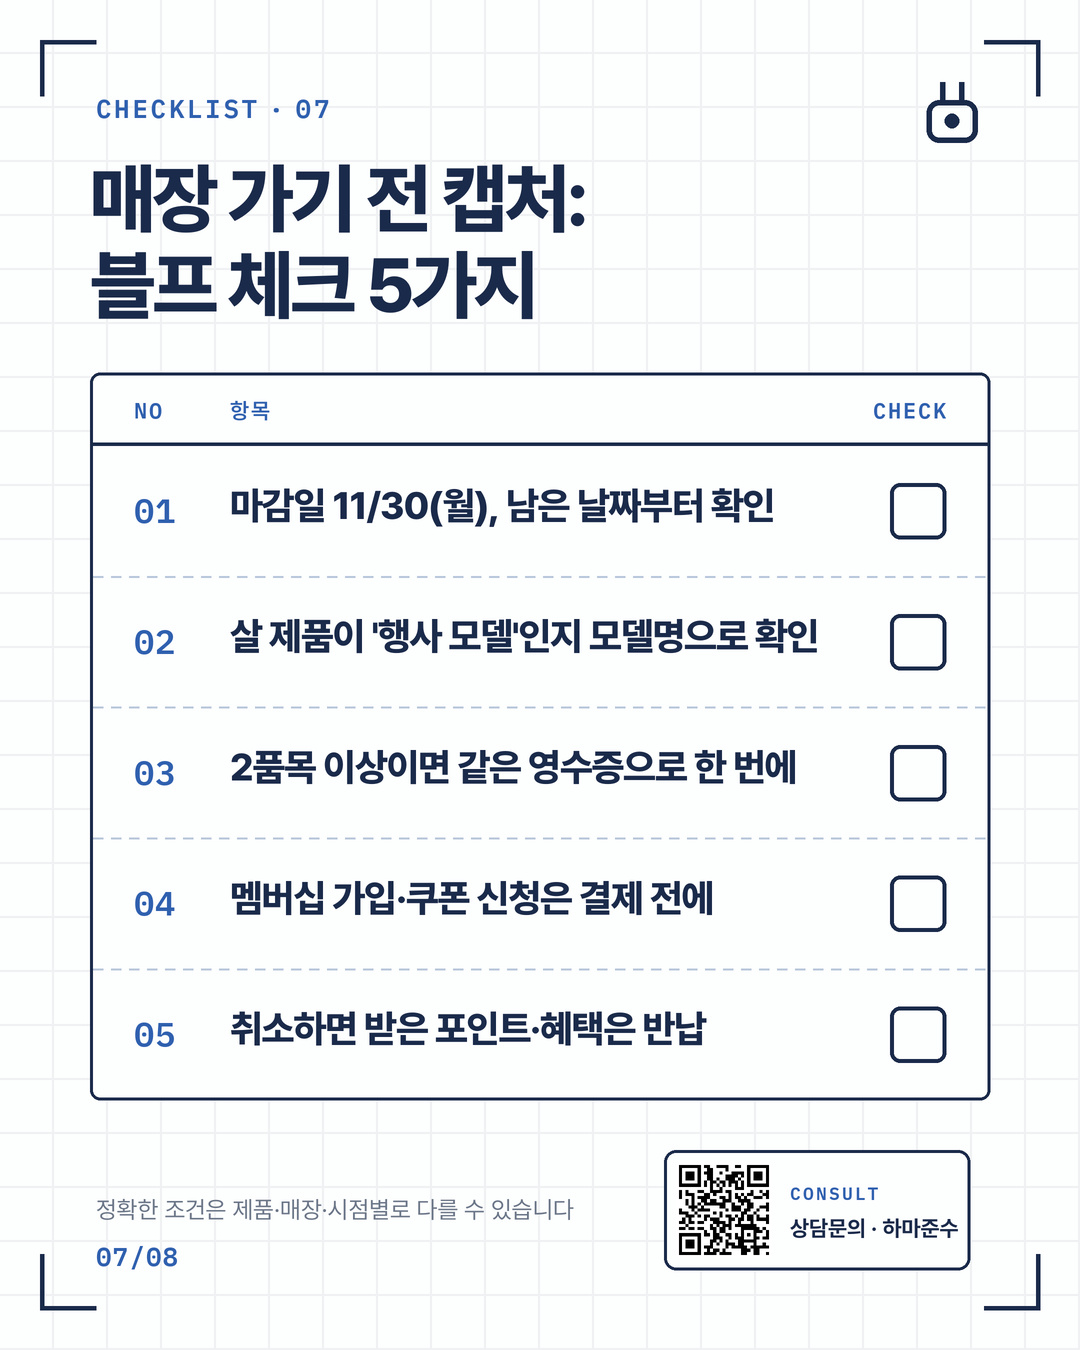 CHECKLIST · 07
매장 가기 전 캡처:
블프 체크 5가지
NO 항목 CHECK
01 마감일 11/30(월), 남은 날짜부터 확인
02 살 제품이 '행사 모델'인지 모델명으로 확인
03 2품목 이상이면 같은 영수증으로 한 번에
04 멤버십 가입·쿠폰 신청은 결제 전에
05 취소하면 받은 포인트·혜택은 반납
정확한 조건은 제품·매장·시점별로 다를 수 있습니다
07/08
CONSULT
상담문의 · 하마준수